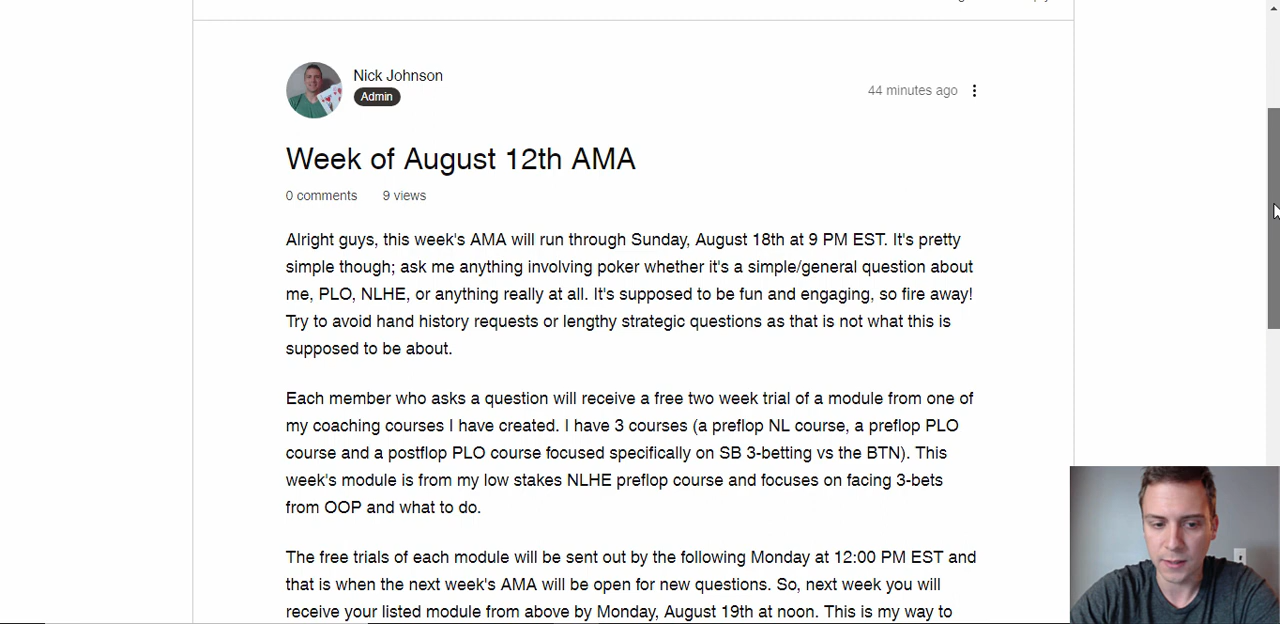 Nick Johnson
Admin
44 minutes ago
Week of August 12th AMA
0 comments 9 views
Alright guys, this week's AMA will run through Sunday, August 18th at 9 PM EST. It's pretty
simple though; ask me anything involving poker whether it's a simple/general question about
me, PLO, NLHE, or anything really at all. It's supposed to be fun and engaging, so fire away!
Try to avoid hand history requests or lengthy strategic questions as that is not what this is
supposed to be about.
Each member who asks a question will receive a free two week trial of a module from one of
my coaching courses I have created. I have 3 courses (a preflop NL course, a preflop PLO
course and a postflop PLO course focused specifically on SB 3-betting vs the BTN). This
week's module is from my low stakes NLHE preflop course and focuses on facing 3-bets
from OOP and what to do.
The free trials of each module will be sent out by the following Monday at 12:00 PM EST and
that is when the next week's AMA will be open for new questions. So, next week you will
receive your listed module from above by Monday, August 19th at noon. This is my way to